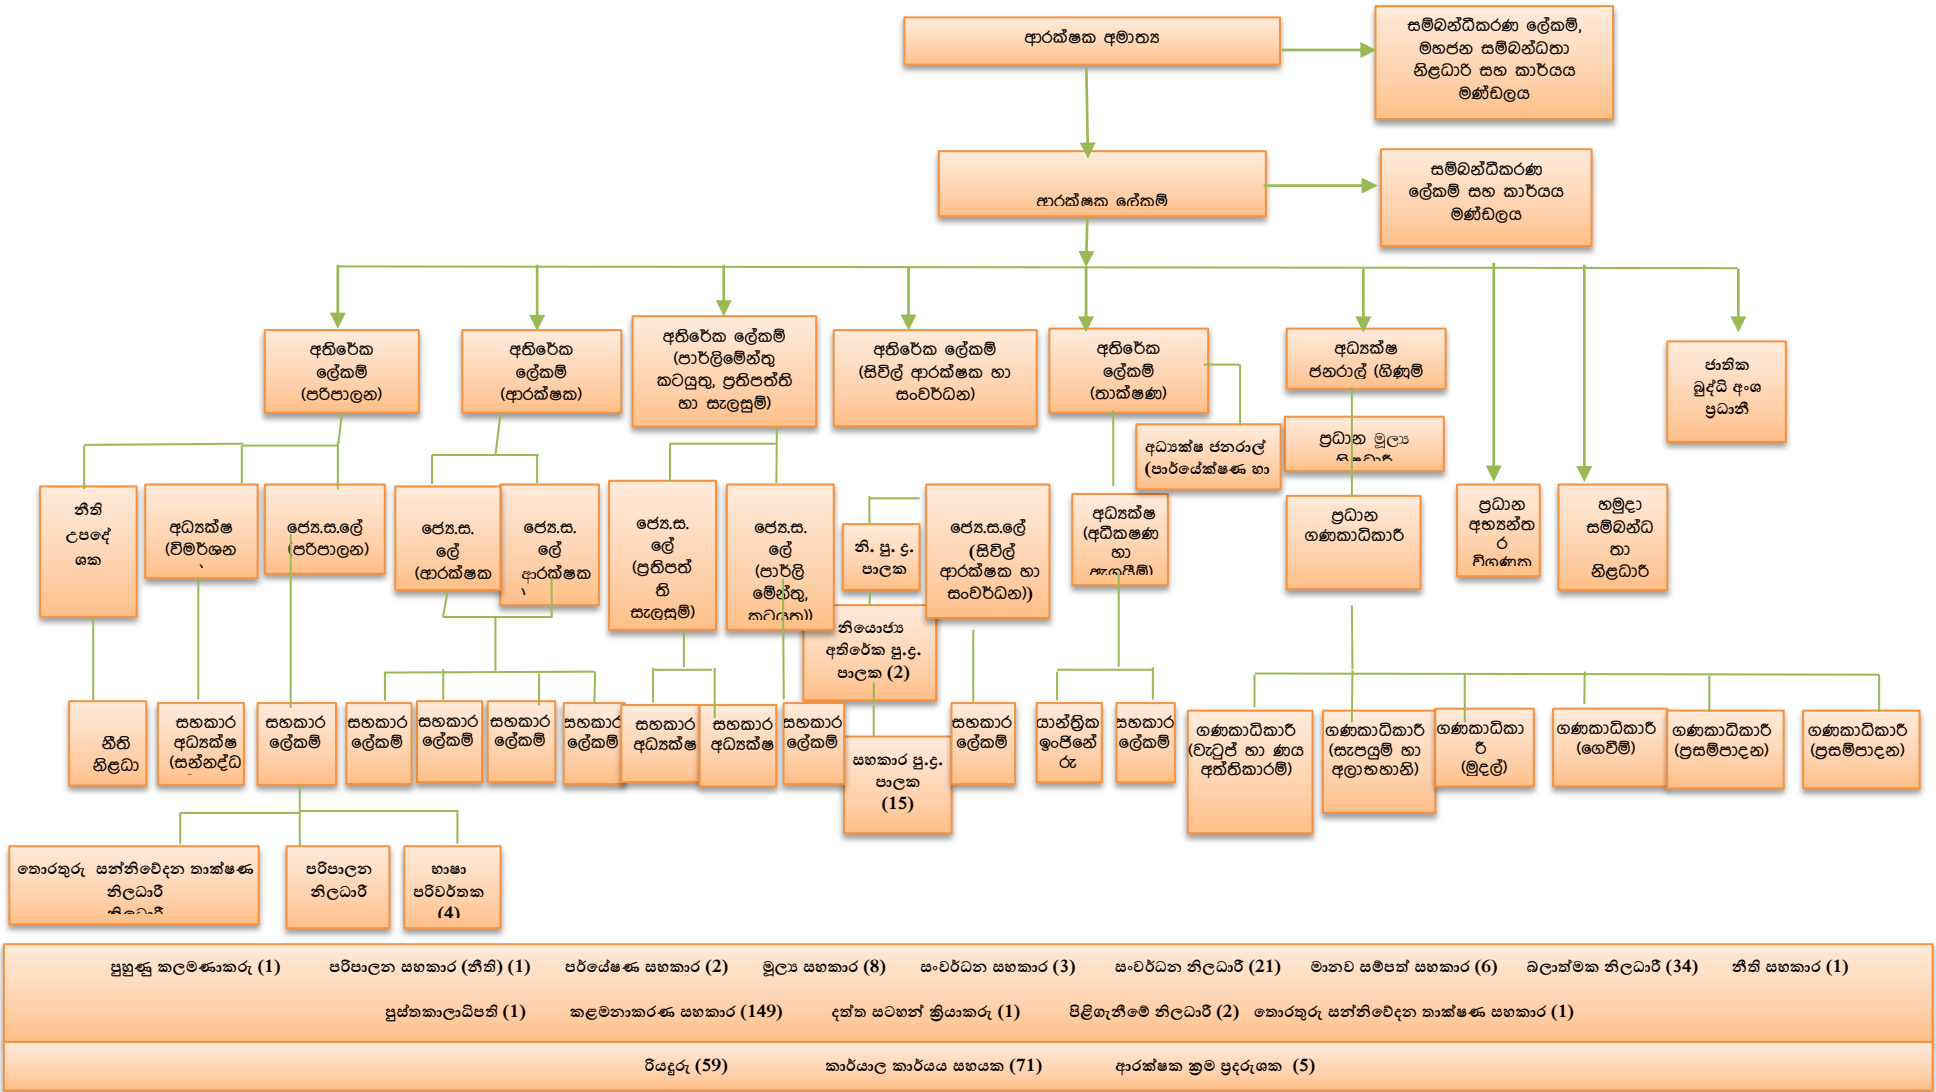 ආරක්ෂක අමාත්‍ය
සම්බන්ධීකරණ ලේකම්,
මහජන සම්බන්ධතා
නිළධාරි සහ කාර්යය
මණ්ඩලය
ආරක්ෂක ලේකම්
සම්බන්ධීකරණ
ලේකම් සහ කාර්යය
මණ්ඩලය
අතිරේක
ලේකම්
(පරිපාලන)
අතිරේක
ලේකම්
(ආරක්ෂක)
අතිරේක ලේකම්
(පාර්ලිමේන්තු
කටයුතු, ප්‍රතිපත්ති
හා සැලසුම්)
අතිරේක ලේකම්
(සිවිල් ආරක්ෂක හා
සංවර්ධන)
අතිරේක
ලේකම්
(තාක්ෂණ)
අධ්‍යක්ෂ
ජනරාල් (ගිණුම්
ජාතික
බුද්ධි අංශ
ප්‍රධානී
අධ්‍යක්ෂ ජනරාල්
(පාර්යේක්ෂණ හා
ප්‍රධාන මූල්‍ය
නිළධාරී
නීති
උපදේ
ශක
අධ්‍යක්ෂ
(විමර්ශන
)
ජ්‍යෙ.ස.ලේ
(පරිපාලන)
ජ්‍යෙ.ස.
ලේ
(ආරක්ෂක
ජ්‍යෙ.ස.
ලේ
ආරක්ෂක
)
ජ්‍යෙ.ස.
ලේ
(ප්‍රතිපත්
ති
සැලසුම්)
ජ්‍යෙ.ස.
ලේ
(පාර්ලි
මේන්තු,
කටයුතු))
නි. පු. ද්‍ර.
පාලක
ජ්‍යෙ.ස.ලේ
(සිවිල්
ආරක්ෂක හා
සංවර්ධන))
අධ්‍යක්ෂ
(අධීක්ෂණ
හා
ඇගයීම්)
ප්‍රධාන
ගණකාධිකාරී
ප්‍රධාන
අභ්‍යන්ත
ර
විගණක
හමුදා
සම්බන්ධ
තා
නිළධාරී
නියොජ්‍ය
අතිරේක පු.ද්‍ර.
පාලක (2)
නීති
නිළධා
සහකාර
අධ්‍යක්ෂ
(සන්නද්ධ
සහකාර
ලේකම්
සහකාර
ලේකම්
සහකාර
ලේකම්
සහකාර
ලේකම්
සහකාර
ලේකම්
සහකාර
අධ්‍යක්ෂ
සහකාර
අධ්‍යක්ෂ
සහකාර
ලේකම්
සහකාර පු.ද්‍ර.
පාලක
(15)
සහකාර
ලේකම්
යාන්ත්‍රික
ඉංජිනේ
රු
සහකාර
ලේකම්
ගණකාධිකාරී
(වැටුප් හා ණය
අත්තිකාරම්)
ගණකාධිකාරී
(සැපයුම් හා
අලාභහානි)
ගණකාධිකා
රී
(මුදල්)
ගණකාධිකාරී
(ගෙවීම්)
ගණකාධිකාරී
(ප්‍රසම්පාදන)
ගණකාධිකාරී
(ප්‍රසම්පාදන)
තොරතුරු සන්නිවේදන තාක්ෂණ
නිලධාරී
නිලධාරී
පරිපාලන
නිලධාරී
භාෂා
පරිවර්තක
(4)
පුහුණු කලමණාකරු (1) පරිපාලන සහකාර (නීති) (1) පර්යේෂණ සහකාර (2) මූල්‍ය සහකාර (8) සංවර්ධන සහකාර (3) සංවර්ධන නිලධාරී (21) මානව සම්පත් සහකාර (6) බලාත්මක නිලධාරී (34) නීති සහකාර (1)
පුස්තකාලාධිපති (1) කළමනාකරණ සහකාර (149) දත්ත සටහන් ක්‍රියාකරු (1) පිළිගැනීමේ නිලධාරී (2) තොරතුරු සන්නිවේදන තාක්ෂණ සහකාර (1)
රියදුරු (59) කාර්යාල කාර්යය සහයක (71) ආරක්ෂක ක්‍රම ප්‍රදරුශක (5)